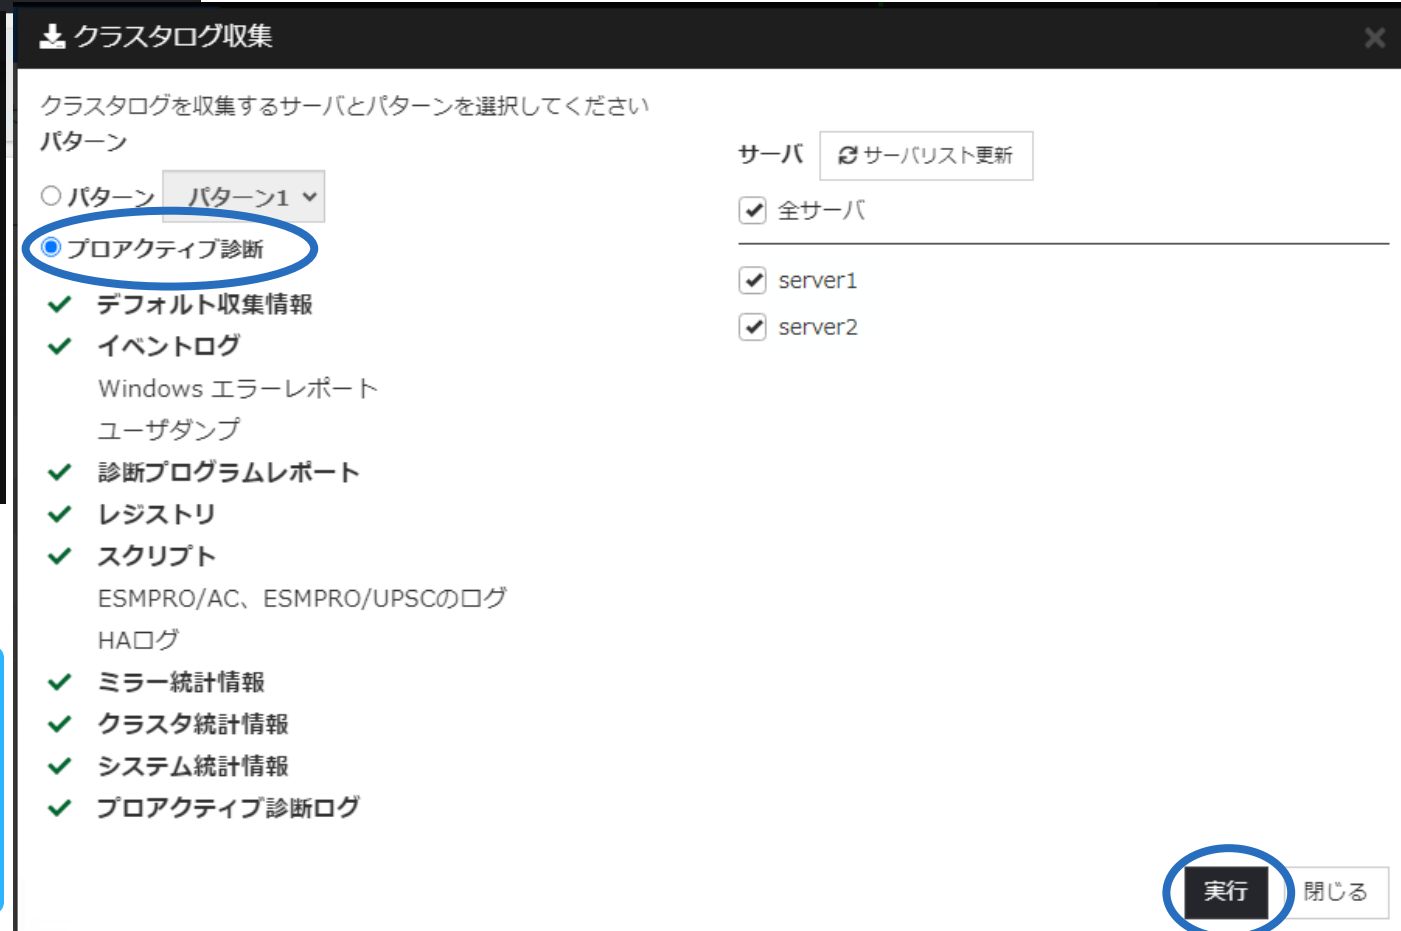 クラスタログ収集
クラスタログを収集するサーバとパターンを選択してください
パターン
パターン パターン1
プロアクティブ診断
デフォルト収集情報
イベントログ
Windows エラーレポート
ユーザダンプ
診断プログラムレポート
レジストリ
スクリプト
ESMPRO/AC、ESMPRO/UPSCのログ
HAログ
ミラー統計情報
クラスタ統計情報
システム統計情報
プロアクティブ診断ログ
サーバ サーバリスト更新
全サーバ
server1
server2
実行 閉じる